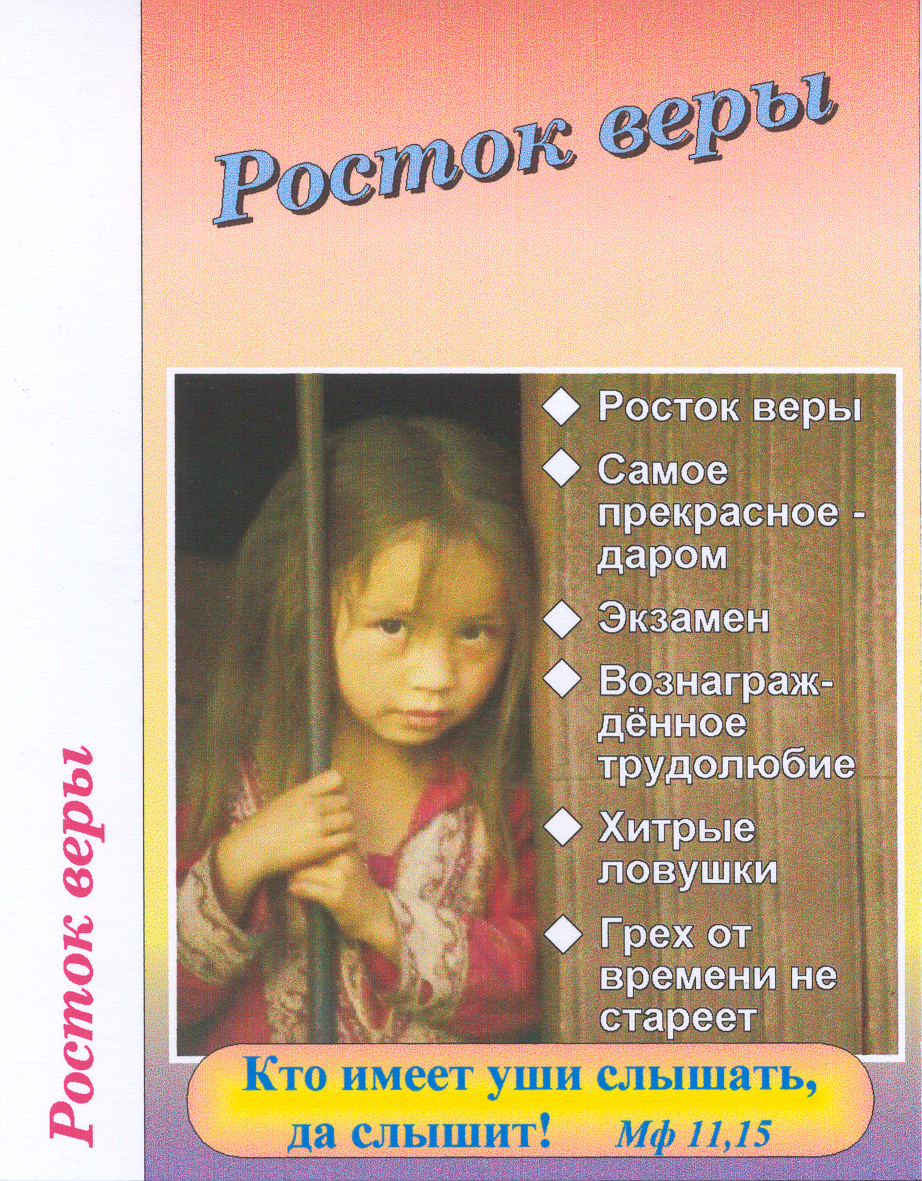 Росток веры
Росток веры
Росток веры
Самое
прекрасное -
даром
Экзамен
Вознаграж-
дённое
трудолюбие
Хитрые
ловушки
Грех от
времени не
стареет
Кто имеет уши слышать,
да слышит! Мф 11,15